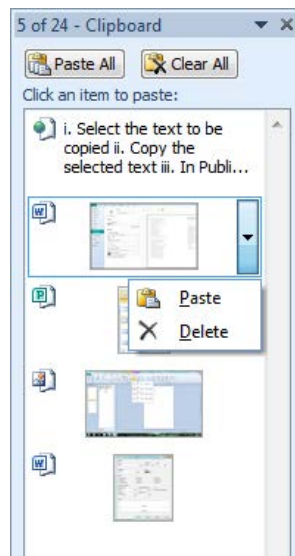 5 of 24 - Clipboard
Paste All Clear All
Click an item to paste:
i. Select the text to be
copied ii. Copy the
selected text iii. In Publi...
Paste
Delete